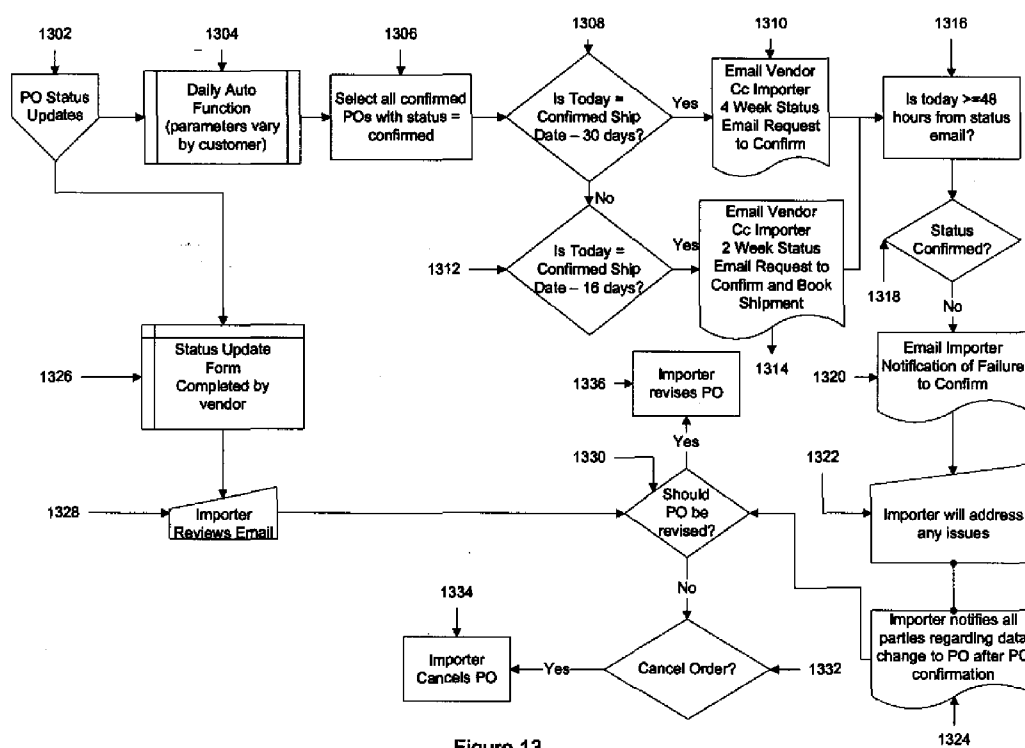 1302
1304
1306
1308
1310
1316
PO Status
Updates
Daily Auto
Function
(parameters vary
by customer)
Select all confirmed
POs with status =
confirmed
Is Today =
Confirmed Ship
Date – 30 days?
Yes
Email Vendor
Cc Importer
4 Week Status
Email Request
to Confirm
Is today >=48
hours from status
email?
No
1312
Is Today =
Confirmed Ship
Date – 16 days?
Yes
Email Vendor
Cc Importer
2 Week Status
Email Request to
Confirm and Book
Shipment
1314
Status
Confirmed?
1318
No
1326
Status Update
Form
Completed by
vendor
1336
Importer
revises PO
1320
Email Importer
Notification of Failure
to Confirm
Yes
1330
1322
1328
Importer
Reviews Email
Should
PO be
revised?
Importer will address
any issues
No
1334
Importer
Cancels PO
Yes
Cancel Order?
1332
Importer notifies all
parties regarding data
change to PO after PO
confirmation
1324
Figure 13